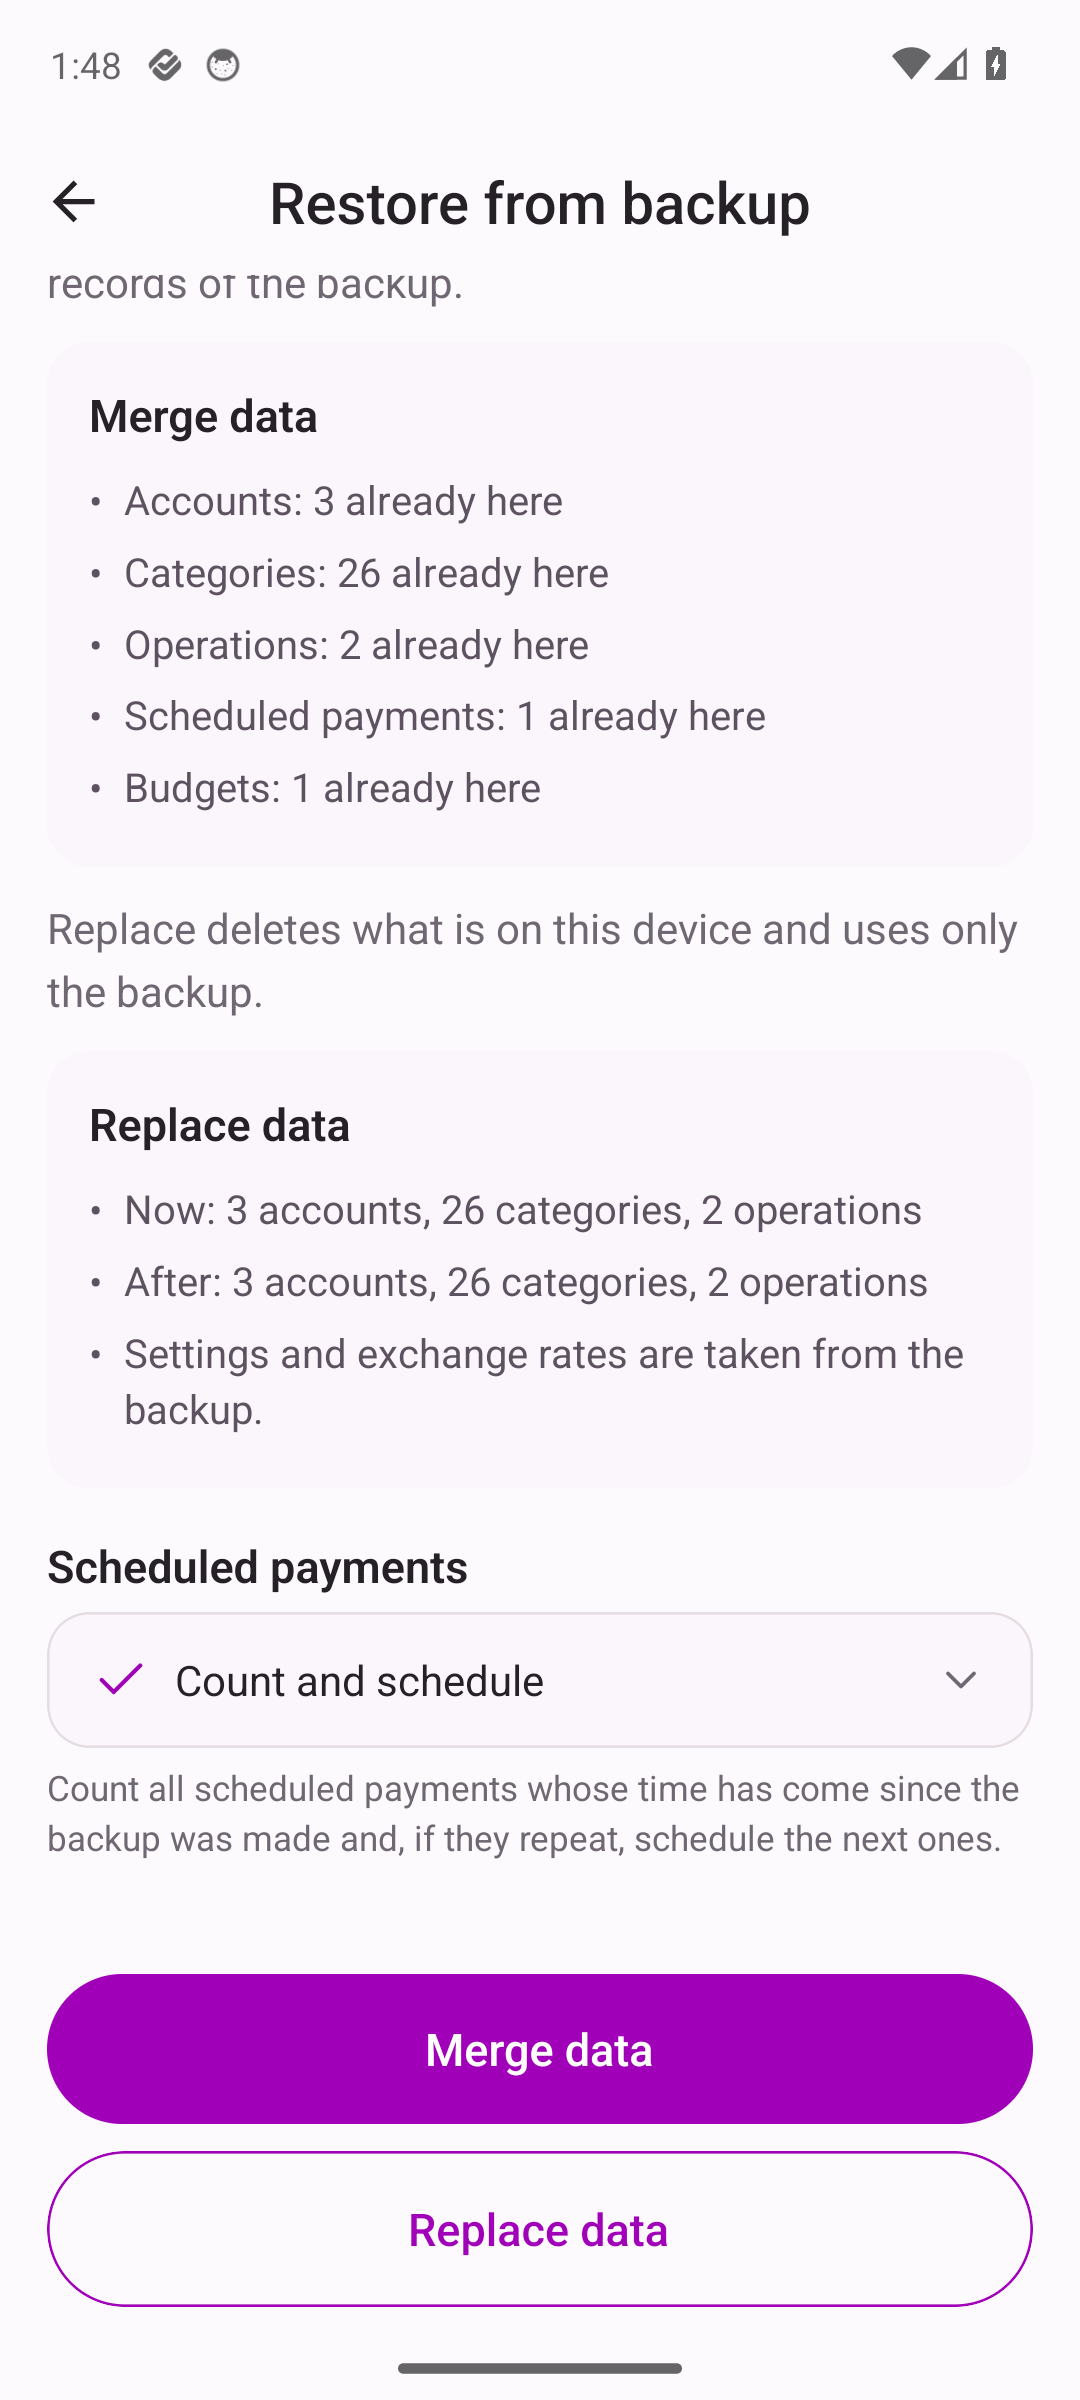 1:48
Restore from backup
records of the backup.
Merge data
• Accounts: 3 already here
• Categories: 26 already here
• Operations: 2 already here
• Scheduled payments: 1 already here
• Budgets: 1 already here
Replace deletes what is on this device and uses only
the backup.
Replace data
• Now: 3 accounts, 26 categories, 2 operations
• After: 3 accounts, 26 categories, 2 operations
• Settings and exchange rates are taken from the
backup.
Scheduled payments
Count and schedule
Count all scheduled payments whose time has come since the
backup was made and, if they repeat, schedule the next ones.
Merge data
Replace data